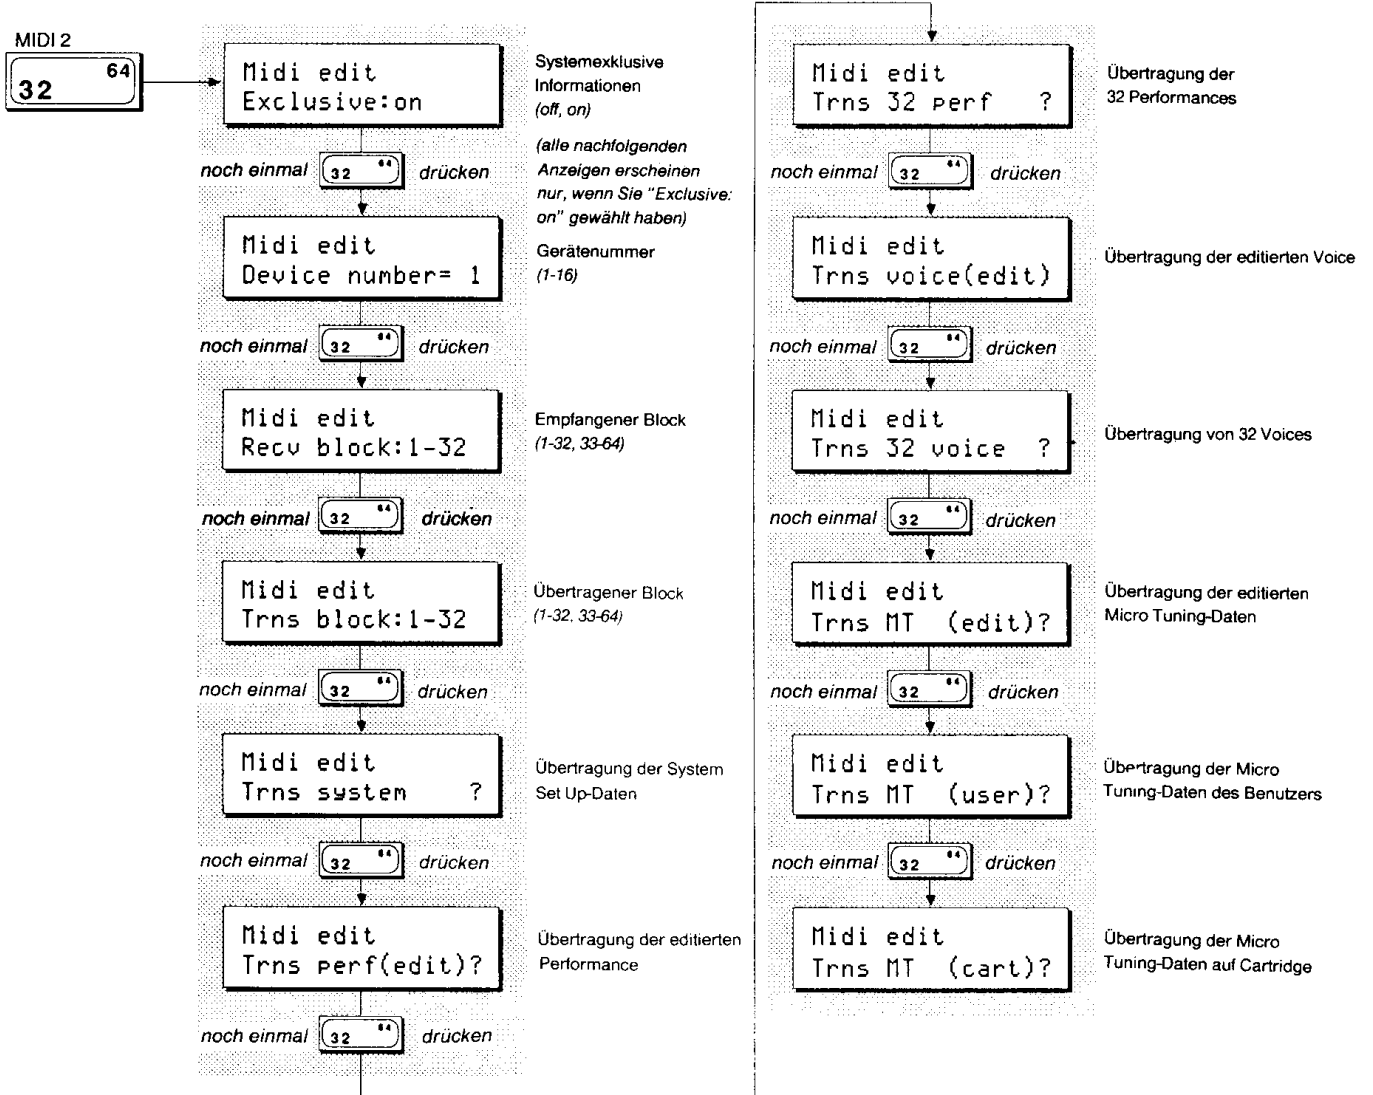 MIDI 2
32 64
Midi edit
Exclusive:on
Systemexklusive
Informationen
(off, on)
(alle nachfolgenden
Anzeigen erscheinen
nur, wenn Sie "Exclusive:
on" gewählt haben)
noch einmal 32 64 drücken
Midi edit
Device number= 1
Gerätenummer
(1-16)
noch einmal 32 64 drücken
Midi edit
Recv block:1-32
Empfangener Block
(1-32, 33-64)
noch einmal 32 64 drücken
Midi edit
Trns block:1-32
Übertragener Block
(1-32, 33-64)
noch einmal 32 64 drücken
Midi edit
Trns system ?
Übertragung der System
Set Up-Daten
noch einmal 32 64 drücken
Midi edit
Trns perf(edit)?
Übertragung der editierten
Performance
noch einmal 32 64 drücken
Midi edit
Trns 32 perf ?
Übertragung der
32 Performances
noch einmal 32 64 drücken
Midi edit
Trns voice(edit)
Übertragung der editierten Voice
noch einmal 32 64 drücken
Midi edit
Trns 32 voice ?
Übertragung von 32 Voices
noch einmal 32 64 drücken
Midi edit
Trns MT (edit)?
Übertragung der editierten
Micro Tuning-Daten
noch einmal 32 64 drücken
Midi edit
Trns MT (user)?
Übertragung der Micro
Tuning-Daten des Benutzers
noch einmal 32 64 drücken
Midi edit
Trns MT (cart)?
Übertragung der Micro
Tuning-Daten auf Cartridge